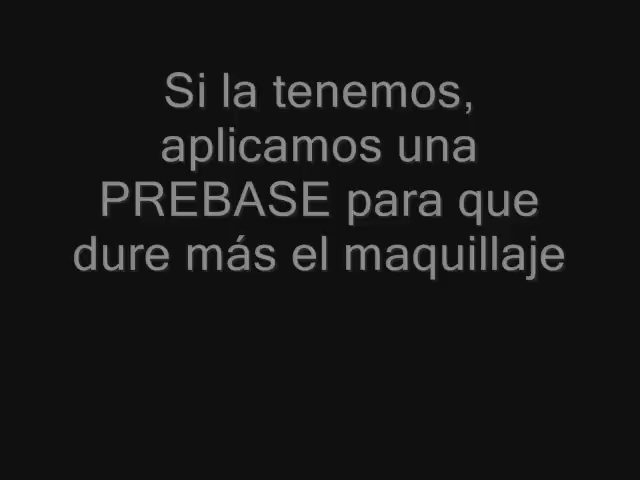 Si la tenemos,
aplicamos una
PREBASE para que
dure más el maquillaje